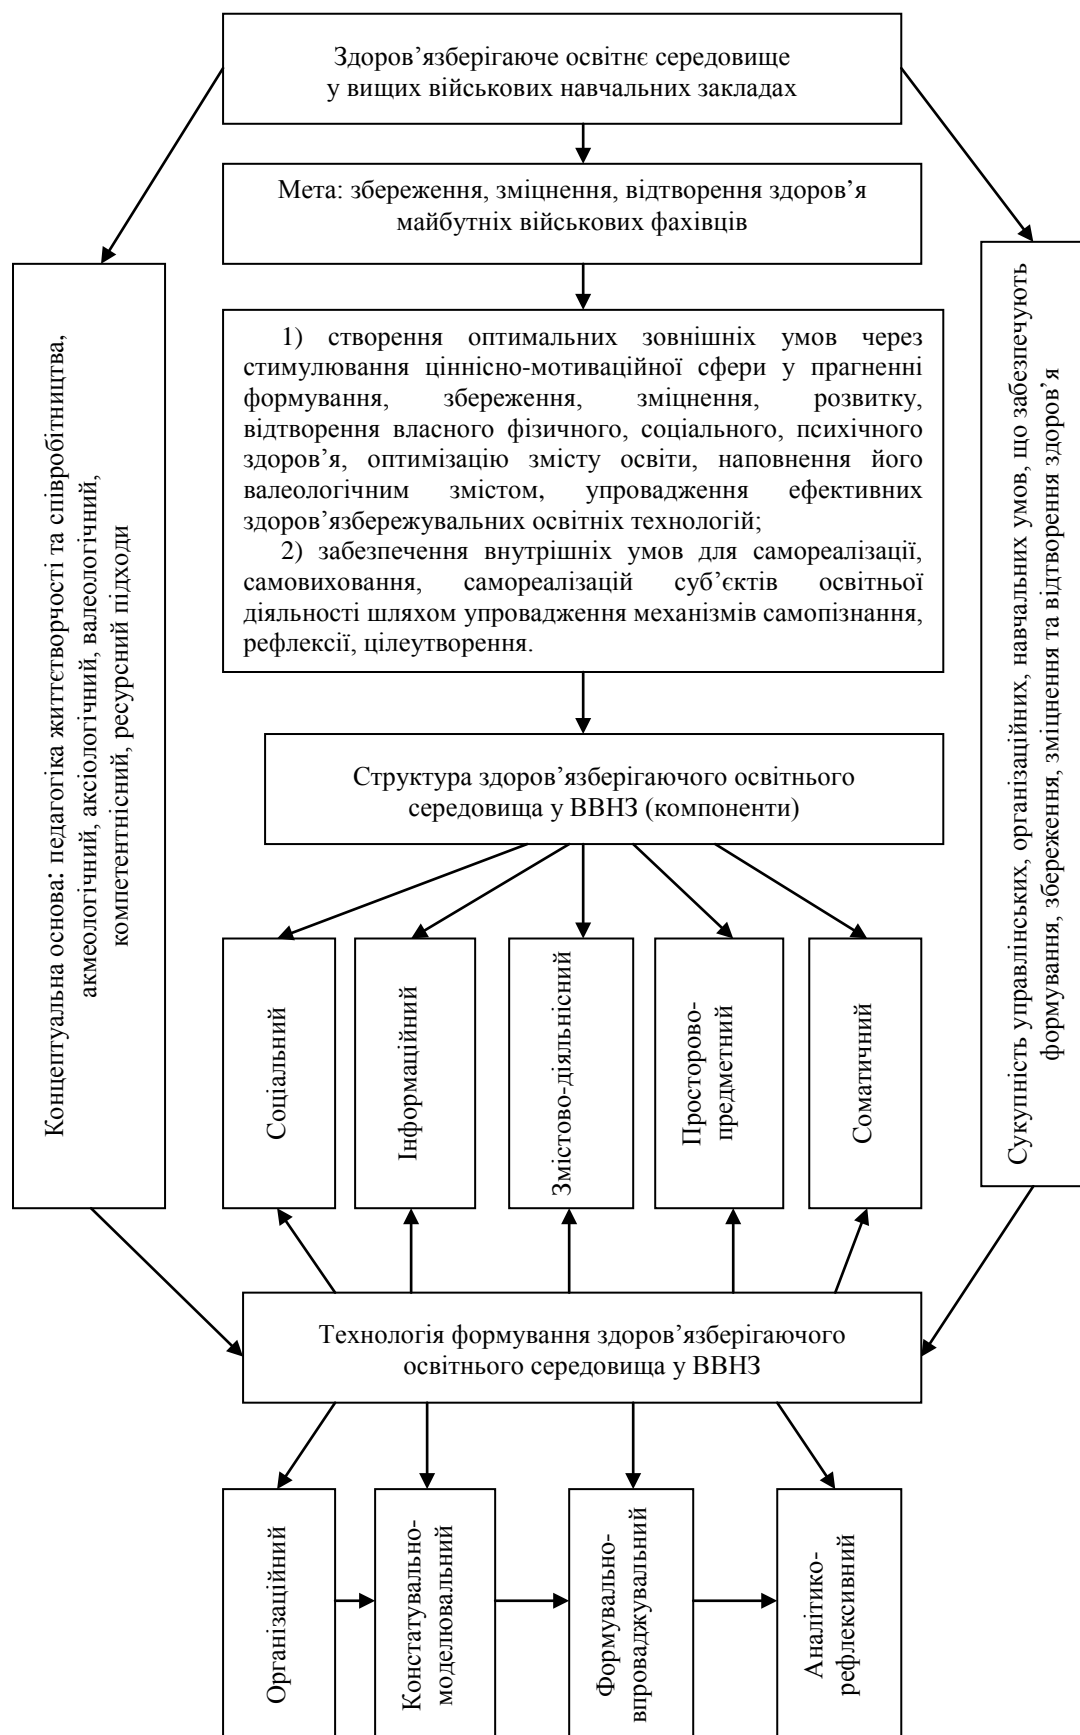 Здоров’язберігаюче освітнє середовище
у вищих військових навчальних закладах
Мета: збереження, зміцнення, відтворення здоров’я
майбутніх військових фахівців
Концептуальна основа: педагогіка життєтворчості та співробітництва,
акмеологічний, аксіологічний, валеологічний,
компетентнісний, ресурсний підходи
1) створення оптимальних зовнішніх умов через
стимулювання ціннісно-мотиваційної сфери у прагненні
формування, збереження, зміцнення, розвитку,
відтворення власного фізичного, соціального, психічного
здоров’я, оптимізацію змісту освіти, наповнення його
валеологічним змістом, упровадження ефективних
здоров’язбережувальних освітніх технологій;
2) забезпечення внутрішніх умов для самореалізації,
самовиховання, самореалізацій суб’єктів освітньої
діяльності шляхом упровадження механізмів самопізнання,
рефлексії, цілеутворення.
Сукупність управлінських, організаційних, навчальних умов, що забезпечують
формування, збереження, зміцнення та відтворення здоров’я
Структура здоров’язберігаючого освітнього
середовища у ВВНЗ (компоненти)
Соціальний
Інформаційний
Змістово-діяльнісний
Просторово-
предметний
Соматичний
Технологія формування здоров’язберігаючого
освітнього середовища у ВВНЗ
Організаційний
Констатувально-
моделювальний
Формувально-
впроваджувальний
Аналітико-
рефлексивний